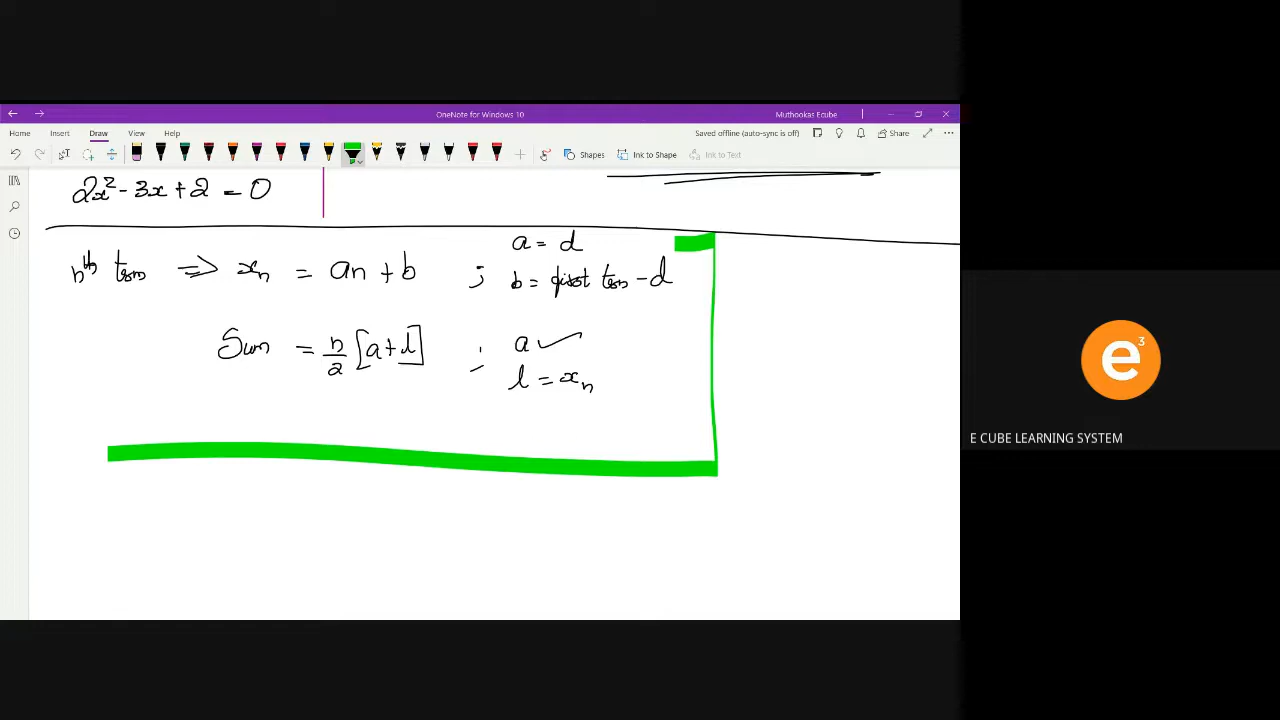 OneNote for Windows 10
Muthookas Ecube
Home Insert Draw View Help
Saved offline (auto-sync is off)
Share
Shapes
Ink to Shape
Ink to Text
2x² - 3x + 2 = 0
nth term ⇒ xₙ = an + b ; a = d
b = first term - d
Sum = n/2 [a + l] ; a ✓
l = xₙ
e³
E CUBE LEARNING SYSTEM